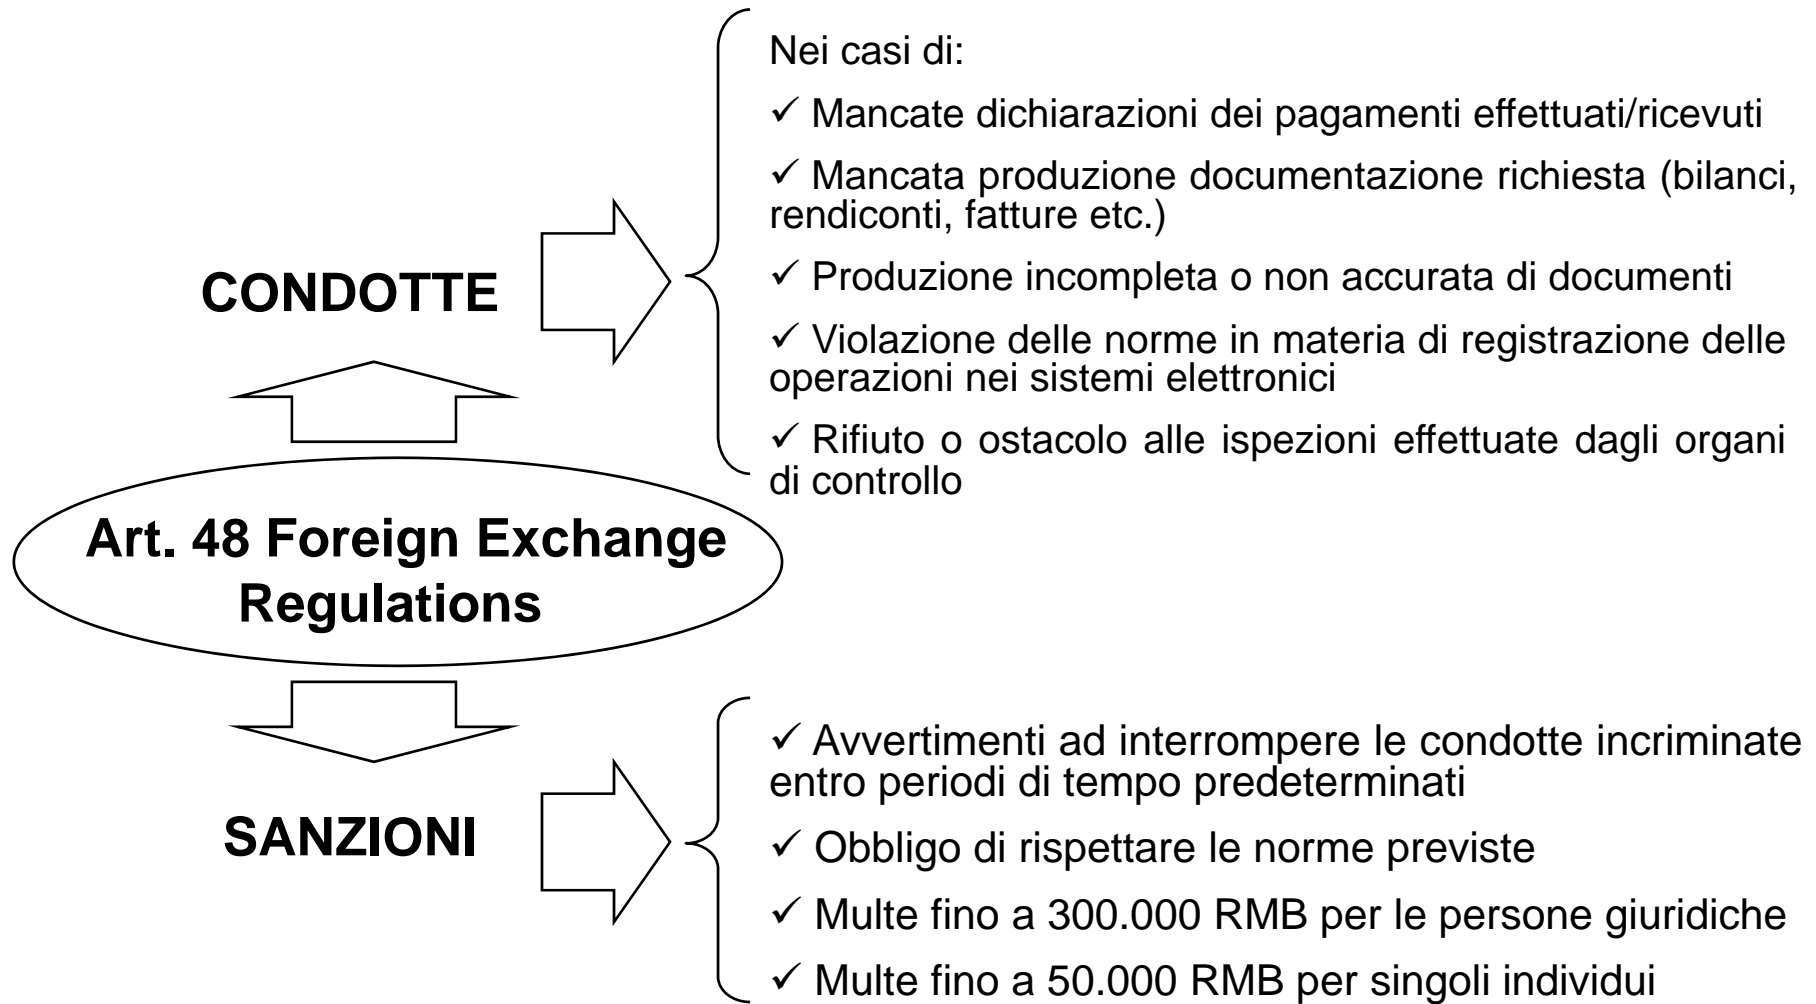 Nei casi di:
✓ Mancate dichiarazioni dei pagamenti effettuati/ricevuti
✓ Mancata produzione documentazione richiesta (bilanci,
rendiconti, fatture etc.)
✓ Produzione incompleta o non accurata di documenti
✓ Violazione delle norme in materia di registrazione delle
operazioni nei sistemi elettronici
✓ Rifiuto o ostacolo alle ispezioni effettuate dagli organi
di controllo
CONDOTTE
Art. 48 Foreign Exchange
Regulations
SANZIONI
✓ Avvertimenti ad interrompere le condotte incriminate
entro periodi di tempo predeterminati
✓ Obbligo di rispettare le norme previste
✓ Multe fino a 300.000 RMB per le persone giuridiche
✓ Multe fino a 50.000 RMB per singoli individui